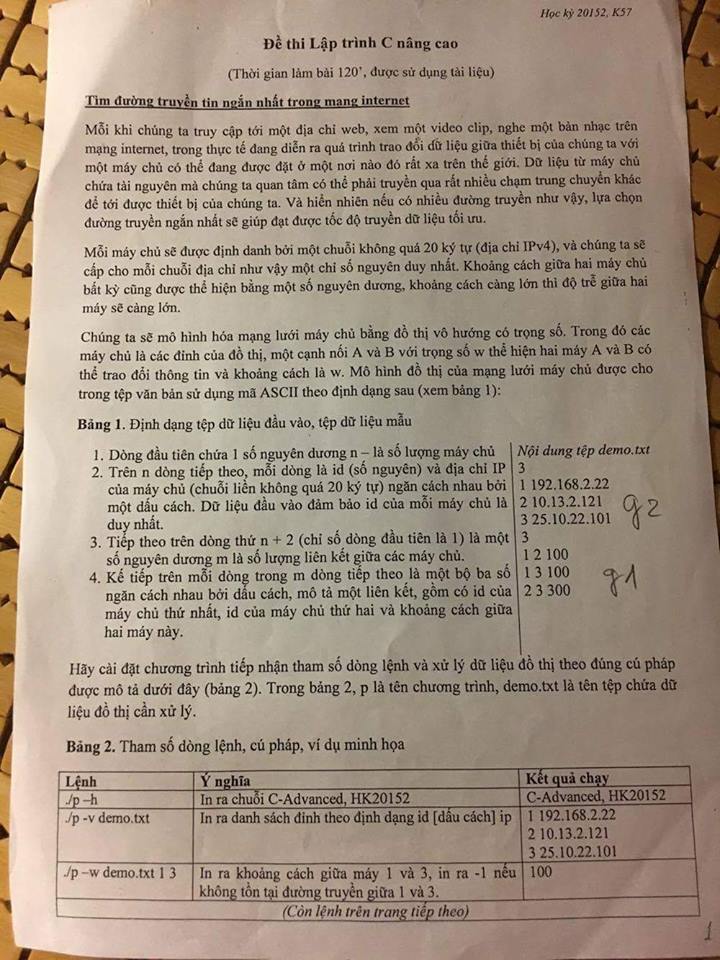 Học kỳ 20152, K57
Đề thi Lập trình C nâng cao
(Thời gian làm bài 120’, được sử dụng tài liệu)
Tìm đường truyền tin ngắn nhất trong mạng internet
Mỗi khi chúng ta truy cập tới một địa chỉ web, xem một video clip, nghe một bản nhạc trên
mạng internet, trong thực tế đang diễn ra quá trình trao đổi dữ liệu giữa thiết bị của chúng ta với
một máy chủ có thể đang được đặt ở một nơi nào đó rất xa trên thế giới. Dữ liệu từ máy chủ
chứa tài nguyên mà chúng ta quan tâm có thể phải truyền qua rất nhiều chạm trung chuyển khác
để tới được thiết bị của chúng ta. Và hiển nhiên nếu có nhiều đường truyền như vậy, lựa chọn
đường truyền ngắn nhất sẽ giúp đạt được tốc độ truyền dữ liệu tối ưu.
Mỗi máy chủ sẽ được định danh bởi một chuỗi không quá 20 ký tự (địa chỉ IPv4), và chúng ta sẽ
cấp cho mỗi chuỗi địa chỉ như vậy một chỉ số nguyên duy nhất. Khoảng cách giữa hai máy chủ
bất kỳ cũng được thể hiện bằng một số nguyên dương, khoảng cách càng lớn thì độ trễ giữa hai
máy sẽ càng lớn.
Chúng ta sẽ mô hình hóa mạng lưới máy chủ bằng đồ thị vô hướng có trọng số. Trong đó các
máy chủ là các đỉnh của đồ thị, một cạnh nối A và B với trọng số w thể hiện hai máy A và B có
thể trao đổi thông tin và khoảng cách là w. Mô hình đồ thị của mạng lưới máy chủ được cho
trong tệp văn bản sử dụng mã ASCII theo định dạng sau (xem bảng 1):
Bảng 1. Định dạng tệp dữ liệu đầu vào, tệp dữ liệu mẫu
1. Dòng đầu tiên chứa 1 số nguyên dương n – là số lượng máy chủ
2. Trên n dòng tiếp theo, mỗi dòng là id (số nguyên) và địa chỉ IP
của máy chủ (chuỗi liền không quá 20 ký tự) ngăn cách nhau bởi
một dấu cách. Dữ liệu đầu vào đảm bảo id của mỗi máy chủ là
duy nhất.
3. Tiếp theo trên dòng thứ n + 2 (chỉ số dòng đầu tiên là 1) là một
số nguyên dương m là số lượng liên kết giữa các máy chủ.
4. Kế tiếp trên mỗi dòng trong m dòng tiếp theo là một bộ ba số
ngăn cách nhau bởi dấu cách, mô tả một liên kết, gồm có id của
máy chủ thứ nhất, id của máy chủ thứ hai và khoảng cách giữa
hai máy này.
Nội dung tệp demo.txt
3
1 192.168.2.22
2 10.13.2.121
3 25.10.22.101
3
1 2 100
1 3 100
2 3 300
g2
g1
Hãy cài đặt chương trình tiếp nhận tham số dòng lệnh và xử lý dữ liệu đồ thị theo đúng cú pháp
được mô tả dưới đây (bảng 2). Trong bảng 2, p là tên chương trình, demo.txt là tên tệp chứa dữ
liệu đồ thị cần xử lý.
Bảng 2. Tham số dòng lệnh, cú pháp, ví dụ minh họa
Lệnh Ý nghĩa Kết quả chạy
./p –h In ra chuỗi C-Advanced, HK20152 C-Advanced, HK20152
./p -v demo.txt In ra danh sách đỉnh theo định dạng id [dấu cách] ip 1 192.168.2.22
2 10.13.2.121
3 25.10.22.101
./p –w demo.txt 1 3 In ra khoảng cách giữa máy 1 và 3, in ra -1 nếu 100
không tồn tại đường truyền giữa 1 và 3.
(Còn lệnh trên trang tiếp theo)
1